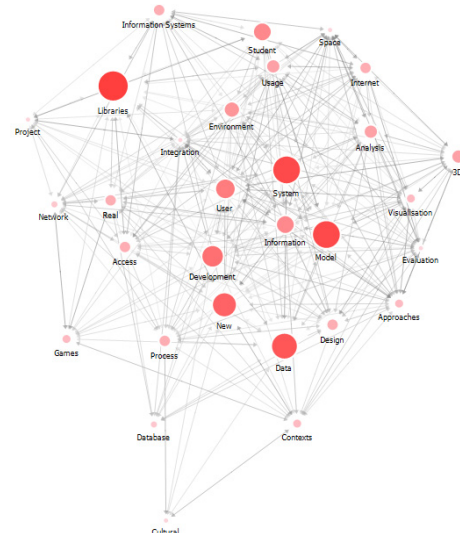 Information Systems
Space
Student
Usage
Internet
Libraries
Environment
Project
Analysis
Integration
3D
System
User
Visualisation
Network
Real
Information
Evaluation
Access
Model
Development
Approaches
New
Design
Games
Process
Data
Database
Contexts
Cultural